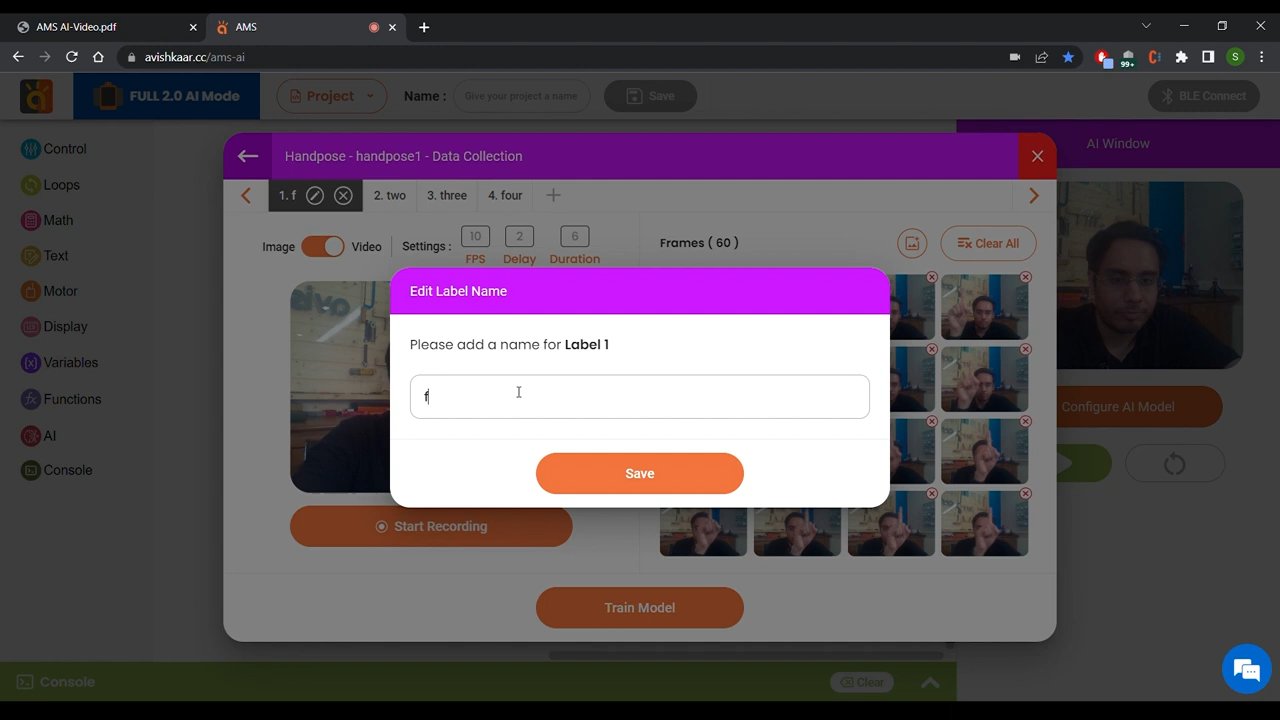 AMS AI-Video.pdf
AMS
avishkaar.cc/ams-ai
99+
S
FULL 2.0 AI Mode
Project
Name :
Give your project a name
Save
BLE Connect
Control
Loops
Math
Text
Motor
Display
Variables
Functions
AI
Console
Handpose - handpose1 - Data Collection
AI Window
1. f
2. two
3. three
4. four
Image
Video
Settings :
10
FPS
2
Delay
6
Duration
Frames ( 60 )
Clear All
Edit Label Name
Please add a name for Label 1
f
Save
Configure AI Model
Start Recording
Train Model
Console
Clear